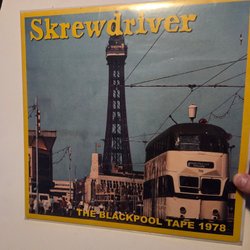 Skrewdriver
THE BLACKPOOL TAPE 1978